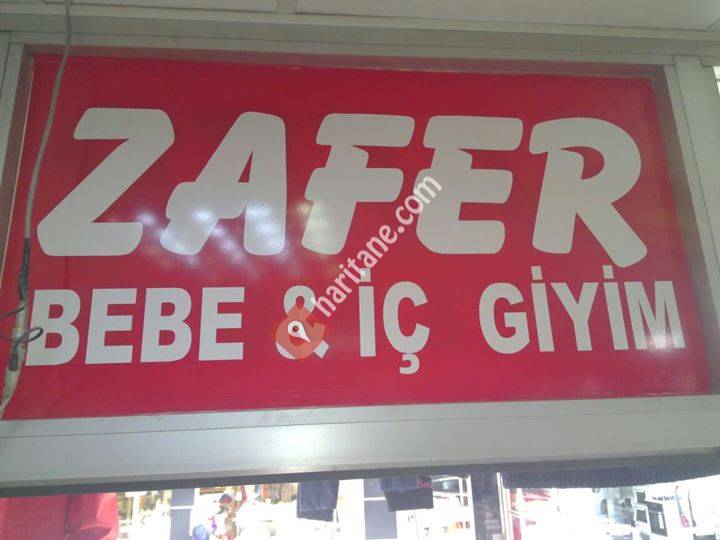 ZAFER
BEBE & İÇ GİYİM
haritane.com